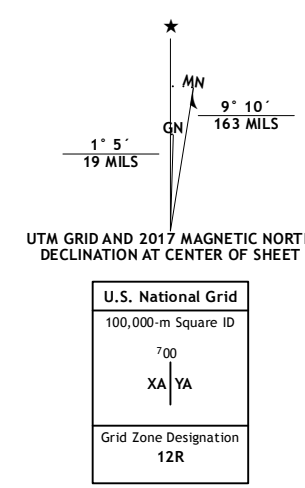 ★
MN
9° 10´
163 MILS
GN
1° 5´
19 MILS
UTM GRID AND 2017 MAGNETIC NORT
DECLINATION AT CENTER OF SHEET
U.S. National Grid
100,000-m Square ID
⁷00
XA YA
Grid Zone Designation
12R